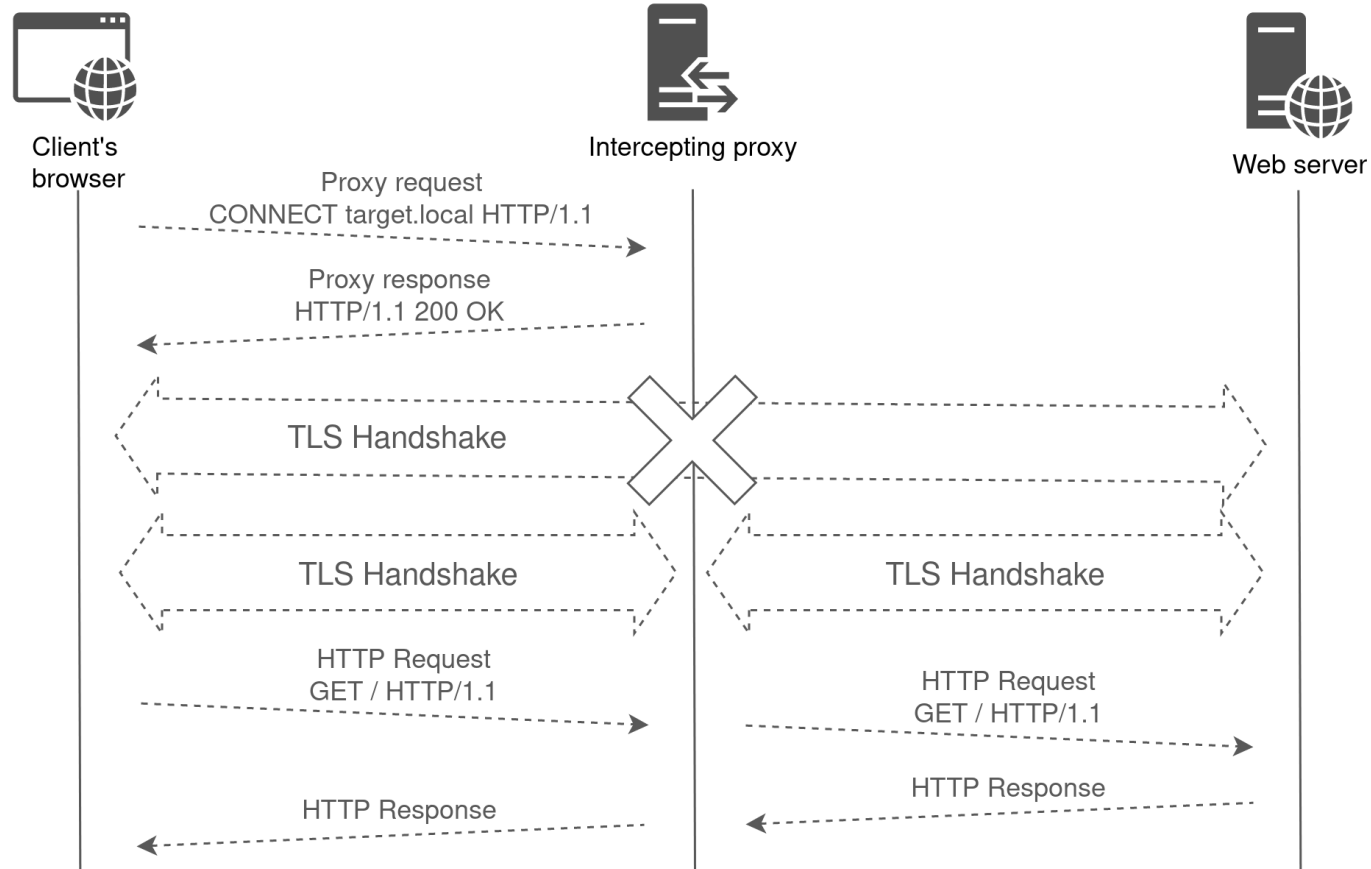 Client's
browser
Intercepting proxy
Web server
Proxy request
CONNECT target.local HTTP/1.1
Proxy response
HTTP/1.1 200 OK
TLS Handshake
TLS Handshake
TLS Handshake
HTTP Request
GET / HTTP/1.1
HTTP Request
GET / HTTP/1.1
HTTP Response
HTTP Response